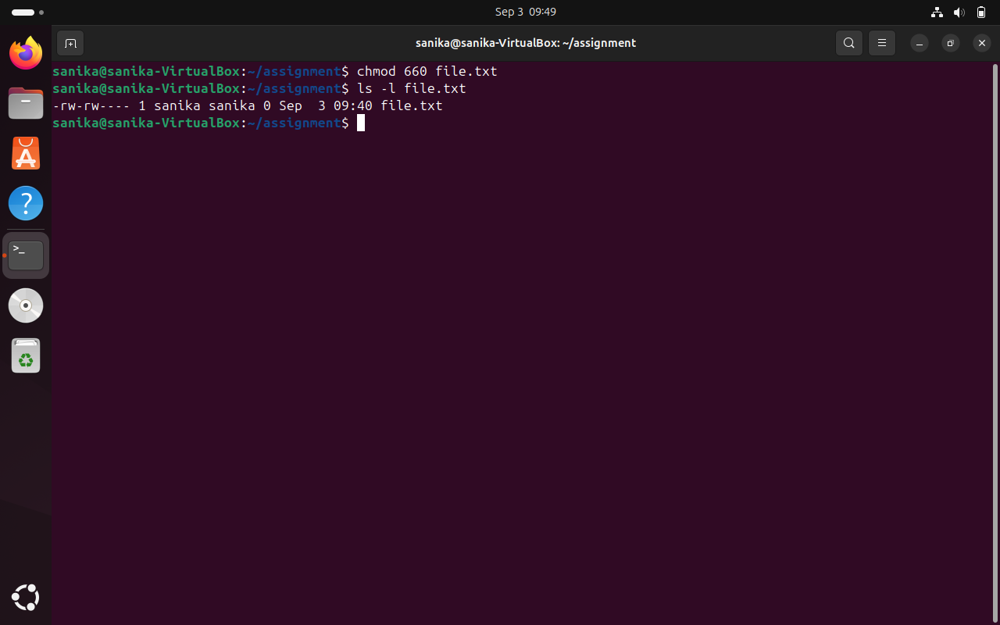 Sep 3 09:49
sanika@sanika-VirtualBox: ~/assignment
sanika@sanika-VirtualBox:~/assignment$ chmod 660 file.txt
sanika@sanika-VirtualBox:~/assignment$ ls -l file.txt
-rw-rw---- 1 sanika sanika 0 Sep  3 09:40 file.txt
sanika@sanika-VirtualBox:~/assignment$